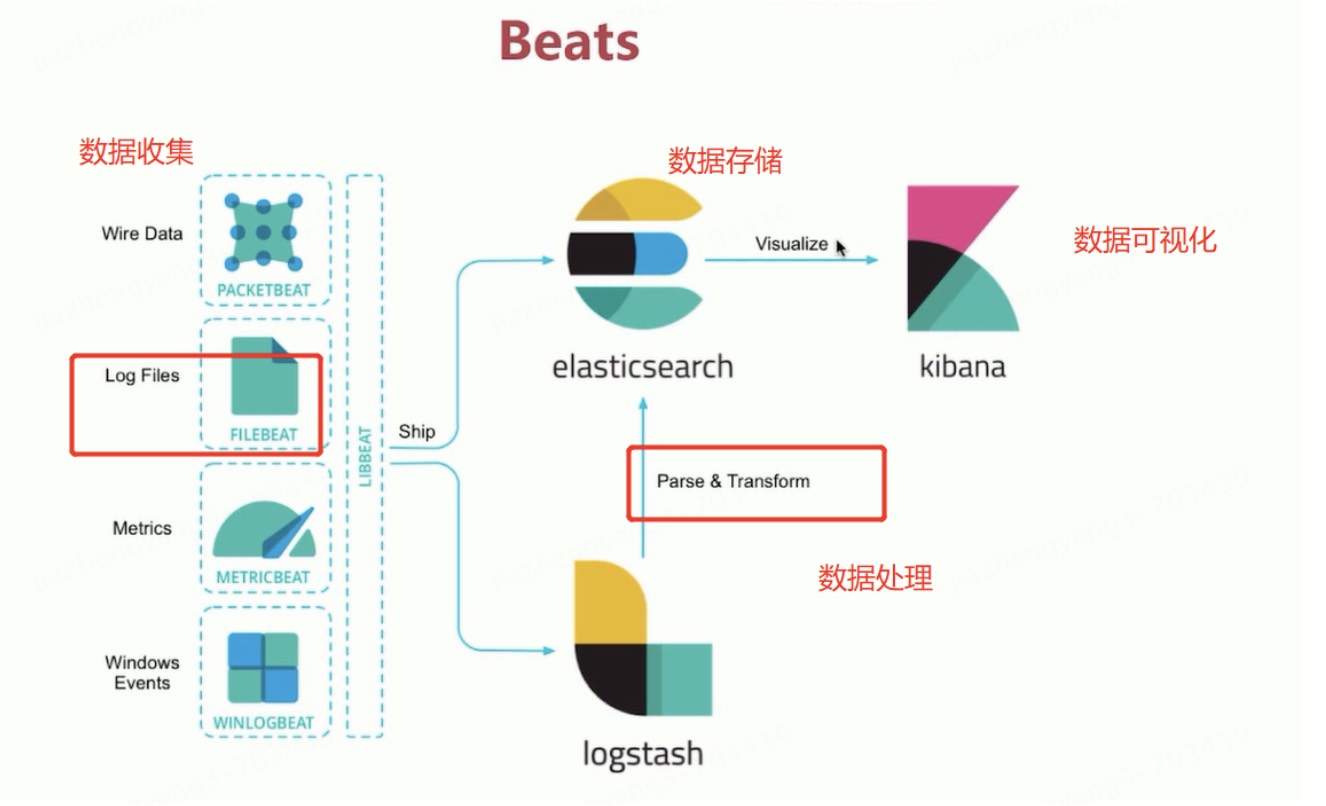 Beats
数据收集
数据存储
Wire Data
PACKETBEAT
Visualize
数据可视化
elasticsearch
kibana
Log Files
FILEBEAT
LIBBEAT
Ship
Parse & Transform
Metrics
METRICBEAT
数据处理
Windows
Events
WINLOGBEAT
logstash